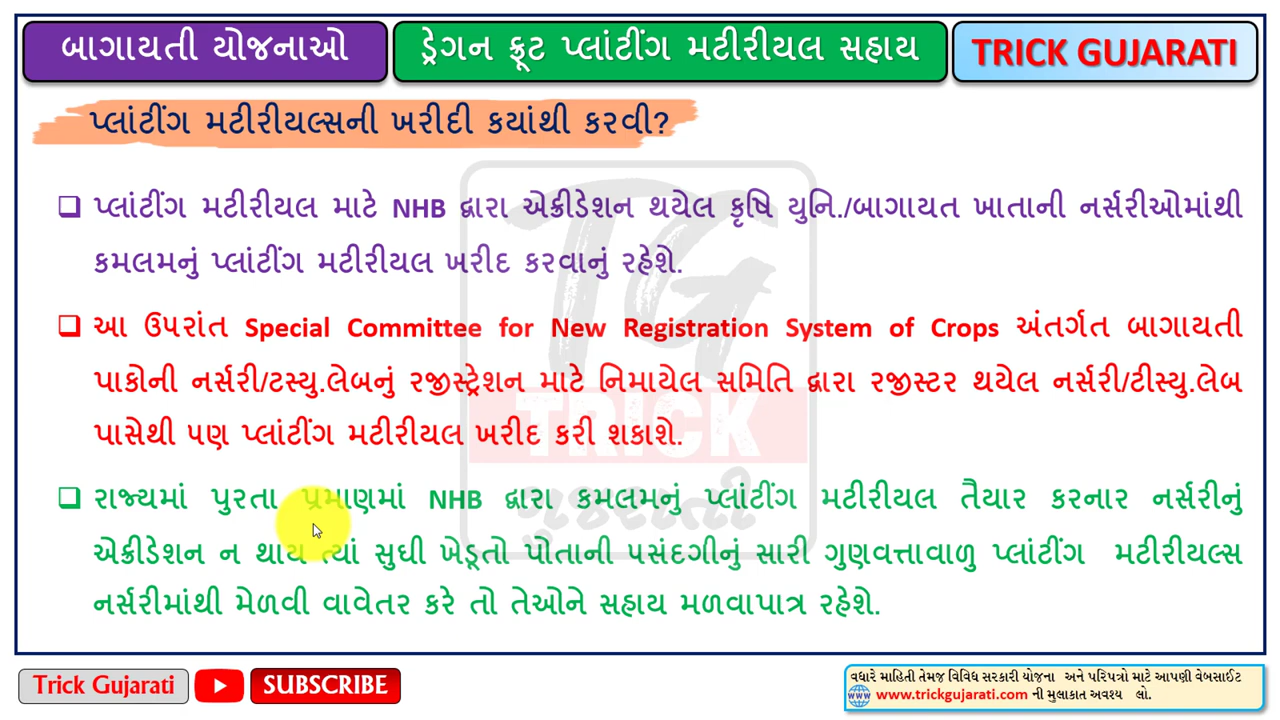 બાગાયતી યોજનાઓ
ડ્રેગન ફ્રૂટ પ્લાંટીંગ મટીરીયલ સહાય
TRICK GUJARATI
પ્લાંટીંગ મટીરીયલ્સની ખરીદી કયાંથી કરવી?
❑ પ્લાંટીંગ મટીરીયલ માટે NHB દ્વારા એક્રીડેશન થયેલ કૃષિ યુનિ./બાગાયત ખાતાની નર્સરીઓમાંથી
કમલમનું પ્લાંટીંગ મટીરીયલ ખરીદ કરવાનું રહેશે.
❑ આ ઉપરાંત Special Committee for New Registration System of Crops અંતર્ગત બાગાયતી
પાકોની નર્સરી/ટસ્યુ.લેબનું રજીસ્ટ્રેશન માટે નિમાયેલ સમિતિ દ્વારા રજીસ્ટર થયેલ નર્સરી/ટીસ્યુ.લેબ
પાસેથી પણ પ્લાંટીંગ મટીરીયલ ખરીદ કરી શકાશે.
❑ રાજ્યમાં પુરતા પ્રમાણમાં NHB દ્વારા કમલમનું પ્લાંટીંગ મટીરીયલ તૈયાર કરનાર નર્સરીનું
એક્રીડેશન ન થાય ત્યાં સુધી ખેડૂતો પોતાની પસંદગીનું સારી ગુણવત્તાવાળુ પ્લાંટીંગ મટીરીયલ્સ
નર્સરીમાંથી મેળવી વાવેતર કરે તો તેઓને સહાય મળવાપાત્ર રહેશે.
TG
TRICK
ગુજરાતી
Trick Gujarati
SUBSCRIBE
વધારે માહિતી તેમજ વિવિધ સરકારી યોજના અને પરિપત્રો માટે આપણી વેબસાઈટ
www.trickgujarati.com ની મુલાકાત અવશ્ય લો.